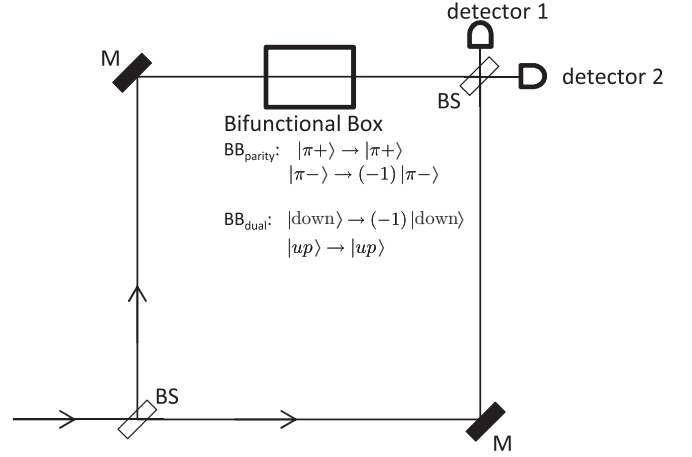 detector 1
M
detector 2
BS
Bifunctional Box
BB_parity: |π+⟩ → |π+⟩
|π−⟩ → (−1) |π−⟩
BB_dual: |down⟩ → (−1) |down⟩
|up⟩ → |up⟩
BS
M